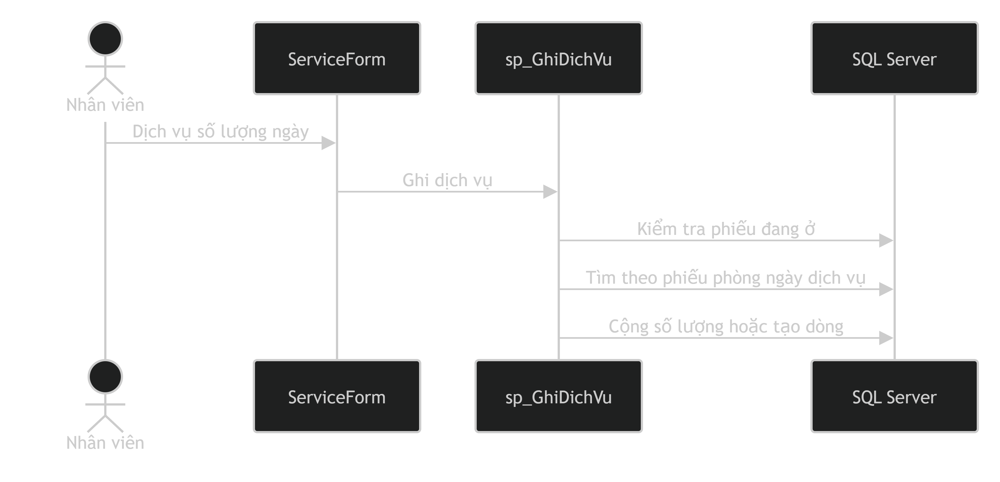 ServiceForm
sp_GhiDichVu
SQL Server
Nhân viên
Dịch vụ số lượng ngày
Ghi dịch vụ
Kiểm tra phiếu đang ở
Tìm theo phiếu phòng ngày dịch vụ
Cộng số lượng hoặc tạo dòng
ServiceForm
sp_GhiDichVu
SQL Server
Nhân viên